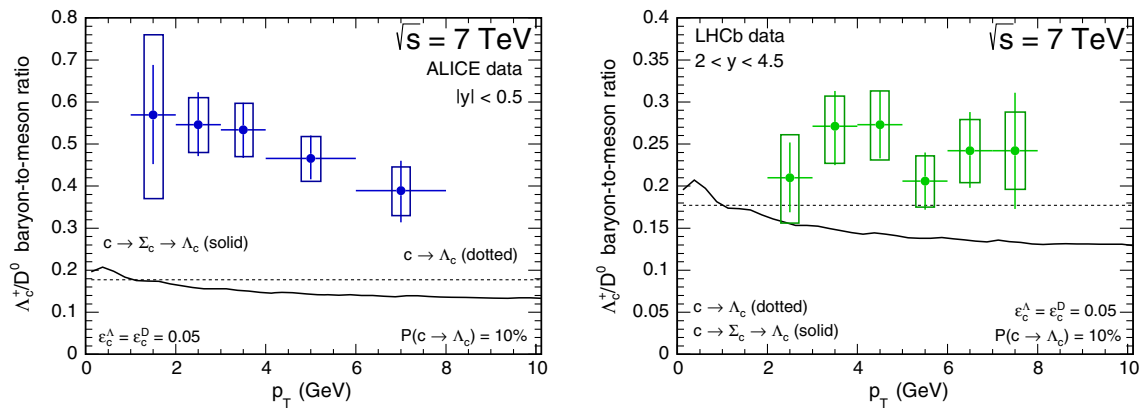 √s = 7 TeV
ALICE data
|y| < 0.5
c → Σc → Λc (solid)
c → Λc (dotted)
εcΛ = εcD = 0.05
P(c → Λc) = 10%
Λc+/D0 baryon-to-meson ratio
0.8
0.7
0.6
0.5
0.4
0.3
0.2
0.1
0
0 2 4 6 8 10
pT (GeV)
LHCb data
2 < y < 4.5
√s = 7 TeV
c → Λc (dotted)
c → Σc → Λc (solid)
εcΛ = εcD = 0.05
P(c → Λc) = 10%
Λc+/D0 baryon-to-meson ratio
0.4
0.35
0.3
0.25
0.2
0.15
0.1
0.05
0
0 2 4 6 8 10
pT (GeV)